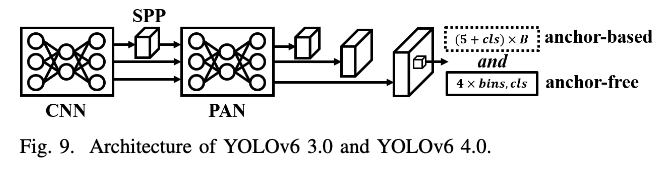 SPP
(5 + cls) × B anchor-based
and
4 × bins, cls anchor-free
CNN PAN
Fig. 9. Architecture of YOLOv6 3.0 and YOLOv6 4.0.